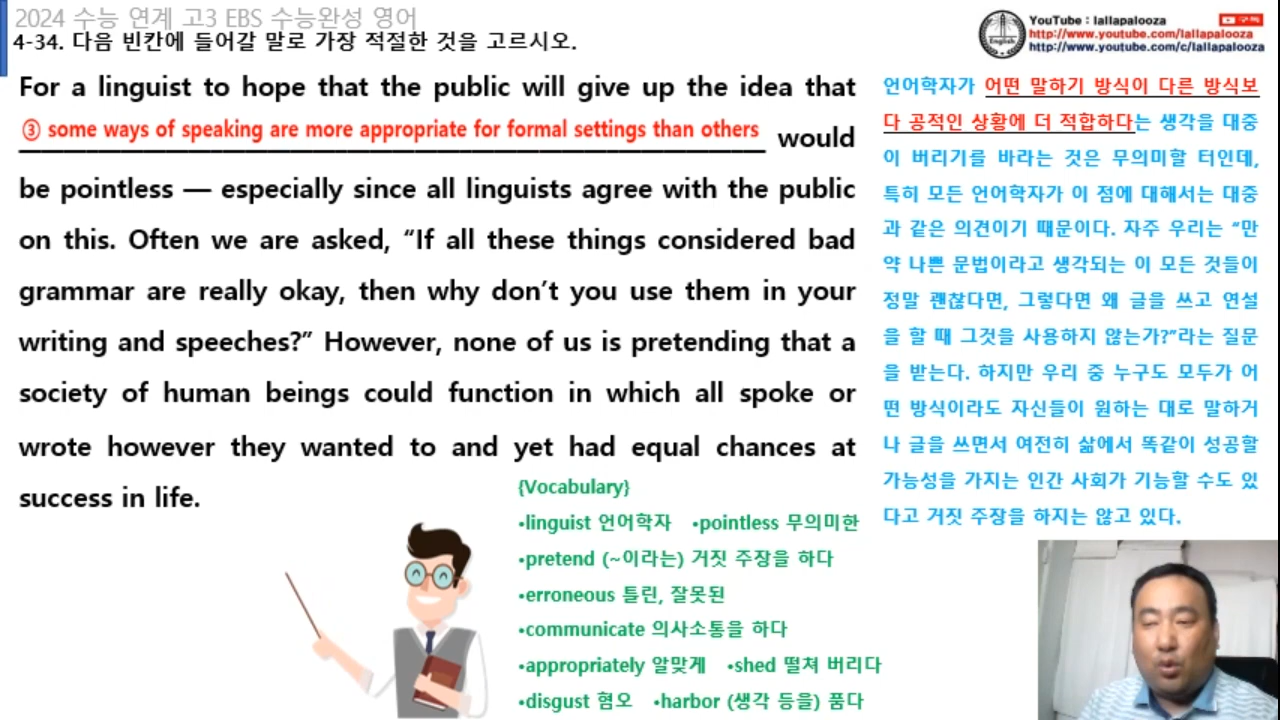 2024 수능 연계 고3 EBS 수능완성 영어
4-34. 다음 빈칸에 들어갈 말로 가장 적절한 것을 고르시오.
YouTube : lallapalooza
구독
http://www.youtube.com/lallapalooza
http://www.youtube.com/c/lallapalooza
English
For a linguist to hope that the public will give up the idea that
③ some ways of speaking are more appropriate for formal settings than others would
be pointless — especially since all linguists agree with the public
on this. Often we are asked, “If all these things considered bad
grammar are really okay, then why don’t you use them in your
writing and speeches?” However, none of us is pretending that a
society of human beings could function in which all spoke or
wrote however they wanted to and yet had equal chances at
success in life.
언어학자가 어떤 말하기 방식이 다른 방식보
다 공적인 상황에 더 적합하다는 생각을 대중
이 버리기를 바라는 것은 무의미할 터인데,
특히 모든 언어학자가 이 점에 대해서는 대중
과 같은 의견이기 때문이다. 자주 우리는 “만
약 나쁜 문법이라고 생각되는 이 모든 것들이
정말 괜찮다면, 그렇다면 왜 글을 쓰고 연설
을 할 때 그것을 사용하지 않는가?”라는 질문
을 받는다. 하지만 우리 중 누구도 모두가 어
떤 방식이라도 자신들이 원하는 대로 말하거
나 글을 쓰면서 여전히 삶에서 똑같이 성공할
가능성을 가지는 인간 사회가 기능할 수도 있
다고 거짓 주장을 하지는 않고 있다.
{Vocabulary}
•linguist 언어학자 •pointless 무의미한
•pretend (~이라는) 거짓 주장을 하다
•erroneous 틀린, 잘못된
•communicate 의사소통을 하다
•appropriately 알맞게 •shed 떨쳐 버리다
•disgust 혐오 •harbor (생각 등을) 품다